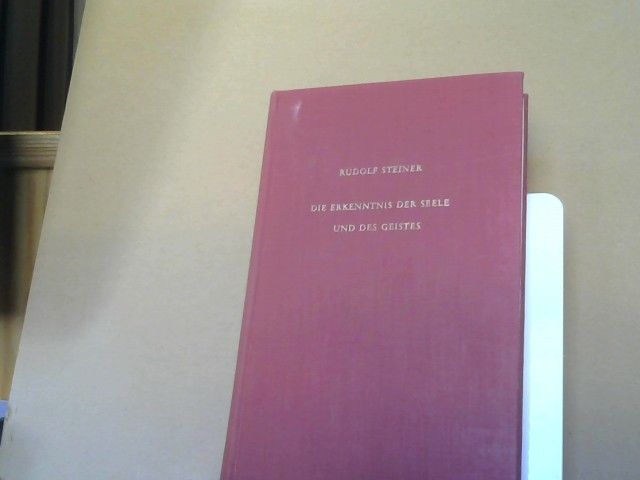 RUDOLF STEINER
DIE ERKENNTNIS DER SEELE
UND DES GEISTES